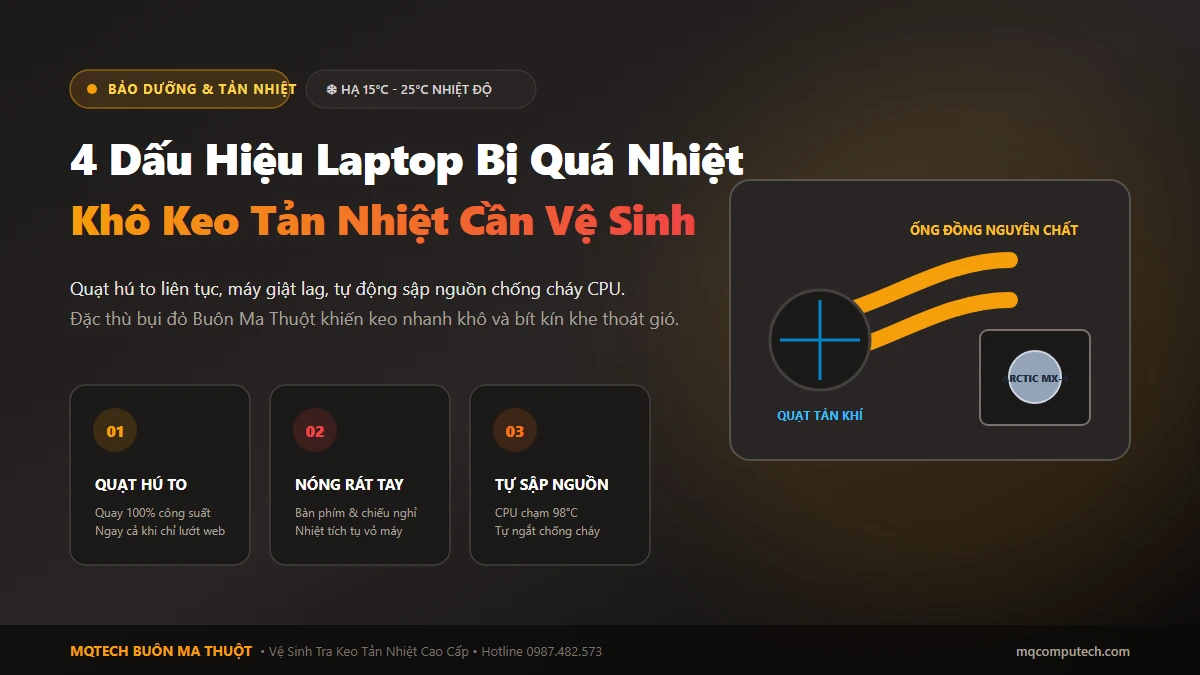 BẢO DƯỠNG & TẢN NHIỆT
❄ HẠ 15°C - 25°C NHIỆT ĐỘ
4 Dấu Hiệu Laptop Bị Quá Nhiệt
Khô Keo Tản Nhiệt Cần Vệ Sinh
Quạt hú to liên tục, máy giật lag, tự động sập nguồn chống cháy CPU.
Đặc thù bụi đỏ Buôn Ma Thuột khiến keo nhanh khô và bít kín khe thoát gió.
01
QUẠT HÚ TO
Quay 100% công suất
Ngay cả khi chỉ lướt web
02
NÓNG RÁT TAY
Bàn phím & chiếu nghỉ
Nhiệt tích tụ vỏ máy
03
TỰ SẬP NGUỒN
CPU chạm 98°C
Tự ngắt chống cháy
ỐNG ĐỒNG NGUYÊN CHẤT
QUẠT TẢN KHÍ
ARCTIC MX-
MQTECH BUÔN MA THUỘT • Vệ Sinh Tra Keo Tản Nhiệt Cao Cấp • Hotline 0987.482.573
mqcomputech.com